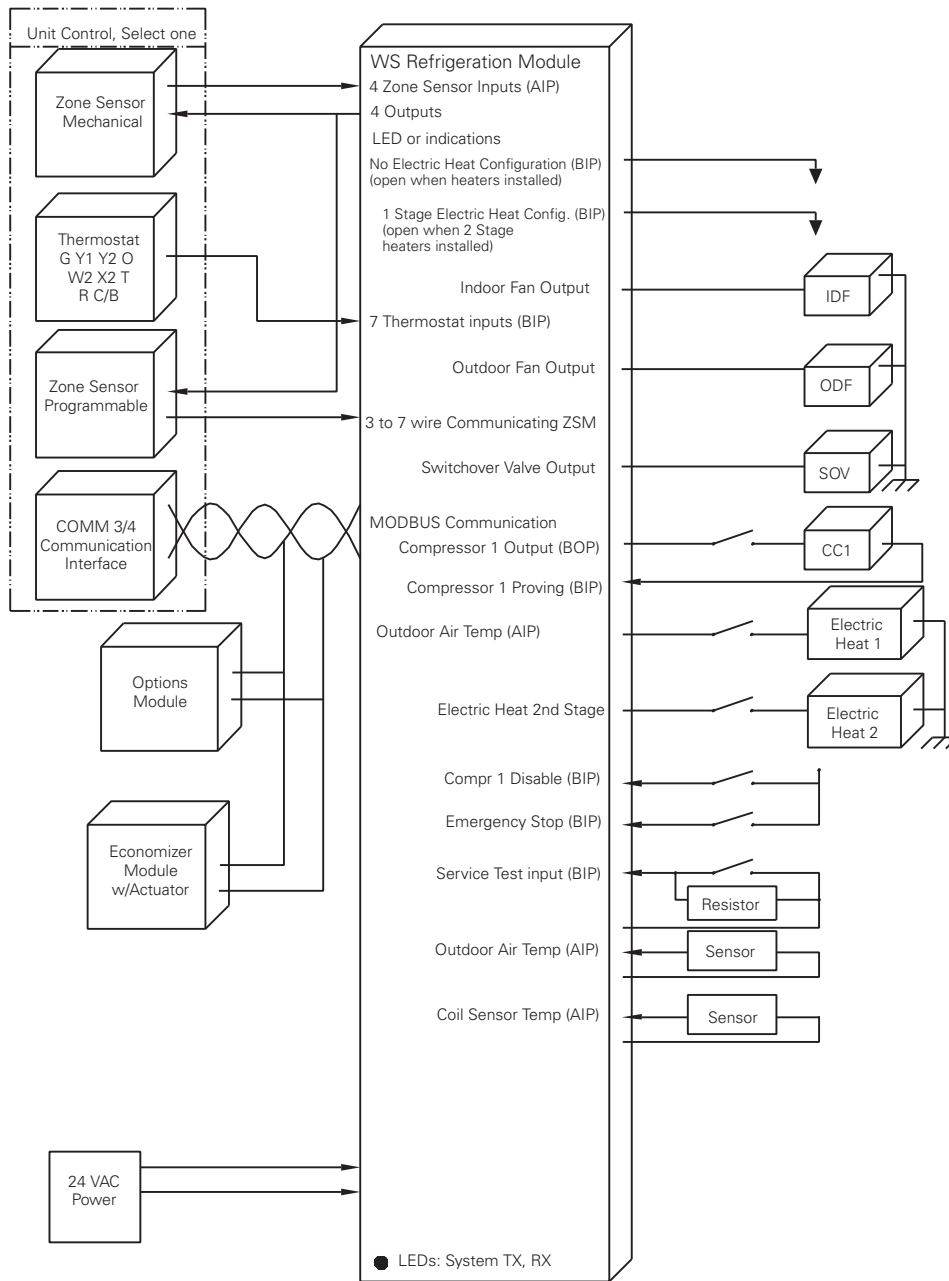 Unit Control, Select one
Zone Sensor
Mechanical
Thermostat
G Y1 Y2 O
W2 X2 T
R C/B
Zone Sensor
Programmable
COMM 3/4
Communication
Interface
Options
Module
Economizer
Module
w/Actuator
24 VAC
Power
WS Refrigeration Module
4 Zone Sensor Inputs (AIP)
4 Outputs
LED or indications
No Electric Heat Configuration (BIP)
(open when heaters installed)
1 Stage Electric Heat Config. (BIP)
(open when 2 Stage
heaters installed)
Indoor Fan Output
7 Thermostat inputs (BIP)
Outdoor Fan Output
3 to 7 wire Communicating ZSM
Switchover Valve Output
MODBUS Communication
Compressor 1 Output (BOP)
Compressor 1 Proving (BIP)
Outdoor Air Temp (AIP)
Electric Heat 2nd Stage
Compr 1 Disable (BIP)
Emergency Stop (BIP)
Service Test input (BIP)
Outdoor Air Temp (AIP)
Coil Sensor Temp (AIP)
LEDs: System TX, RX
IDF
ODF
SOV
CC1
Electric
Heat 1
Electric
Heat 2
Resistor
Sensor
Sensor